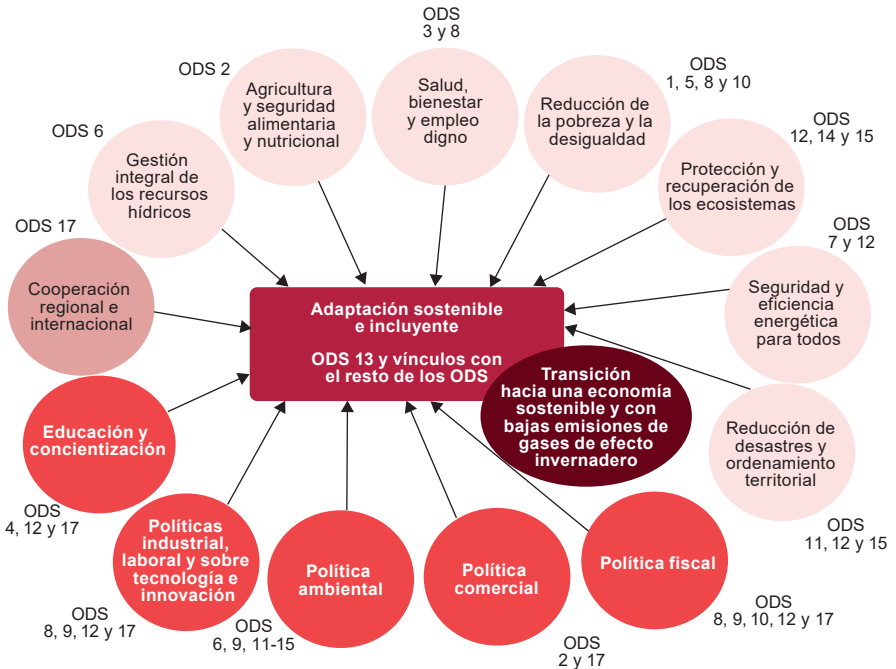 ODS
3 y 8
Salud,
bienestar
y empleo
digno
ODS 2
Agricultura
y seguridad
alimentaria
y nutricional
ODS
1, 5, 8 y 10
Reducción de
la pobreza y la
desigualdad
ODS 6
Gestión
integral de
los recursos
hídricos
ODS
12, 14 y 15
Protección y
recuperación de
los ecosistemas
ODS 17
Cooperación
regional e
internacional
ODS
7 y 12
Seguridad y
eficiencia
energética
para todos
Adaptación sostenible
e incluyente
ODS 13 y vínculos con
el resto de los ODS
Transición
hacia una economía
sostenible y con
bajas emisiones de
gases de efecto
invernadero
Educación y
concientización
ODS
4, 12 y 17
Reducción de
desastres y
ordenamiento
territorial
ODS
11, 12 y 15
Políticas
industrial,
laboral y sobre
tecnología e
innovación
ODS
8, 9, 12 y 17
Política
ambiental
ODS
6, 9, 11-15
Política
comercial
ODS
2 y 17
Política fiscal
ODS
8, 9, 10, 12 y 17